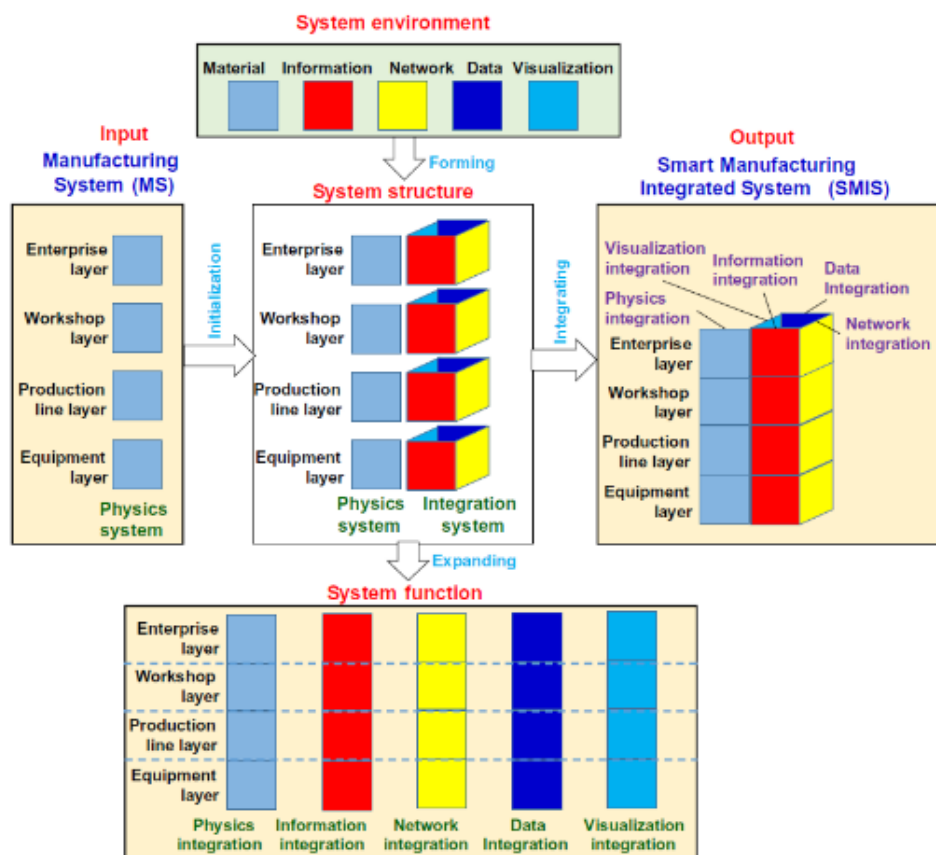 System environment
Material Information Network Data Visualization
Forming
Input
Manufacturing
System (MS)
Enterprise
layer
Workshop
layer
Production
line layer
Equipment
layer
Physics
system
Initialization
System structure
Enterprise
layer
Workshop
layer
Production
line layer
Equipment
layer
Physics
system
Integration
system
Integrating
Output
Smart Manufacturing
Integrated System (SMIS)
Visualization
integration
Information
integration
Data
Integration
Physics
integration
Network
integration
Enterprise
layer
Workshop
layer
Production
line layer
Equipment
layer
Expanding
System function
Enterprise
layer
Workshop
layer
Production
line layer
Equipment
layer
Physics
integration
Information
integration
Network
integration
Data
Integration
Visualization
integration